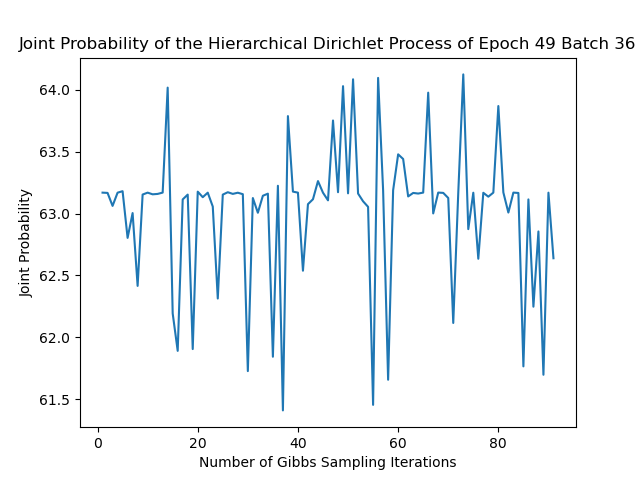 Joint Probability of the Hierarchical Dirichlet Process of Epoch 49 Batch 36
64.0
63.5
63.0
62.5
62.0
61.5
Joint Probability
0 20 40 60 80
Number of Gibbs Sampling Iterations